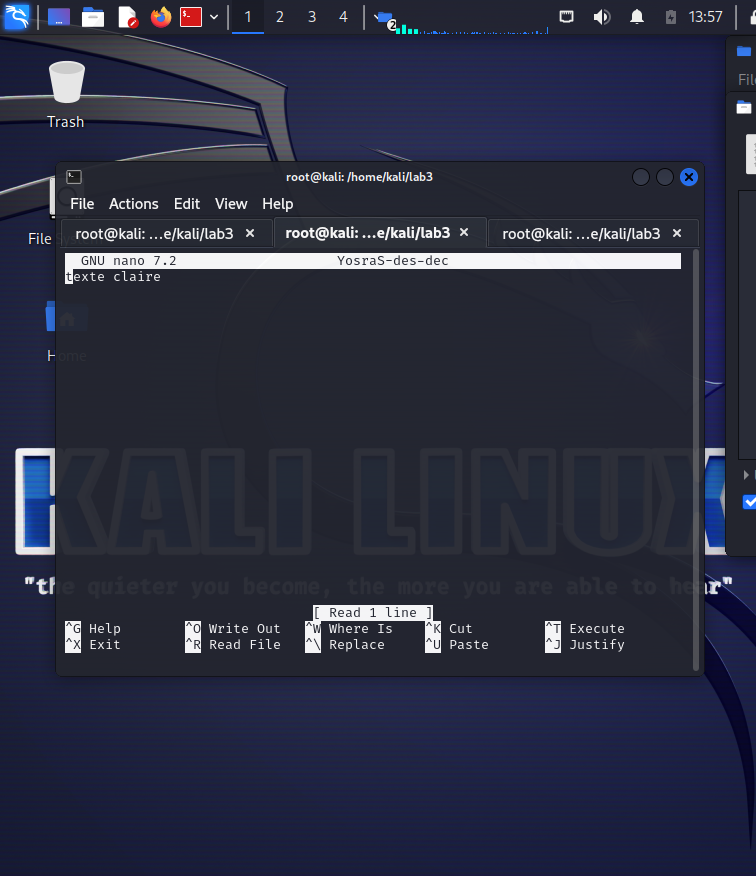 1 2 3 4 2 13:57
Trash
File
root@kali: /home/kali/lab3
File Actions Edit View Help
root@kali: ...e/kali/lab3 root@kali: ...e/kali/lab3 root@kali: ...e/kali/lab3
File System
GNU nano 7.2 YosraS-des-dec
texte claire
Home
KALI LINUX
"the quieter you become, the more you are able to hear"
[ Read 1 line ]
^G Help ^O Write Out ^W Where Is ^K Cut ^T Execute
^X Exit ^R Read File ^\ Replace ^U Paste ^J Justify